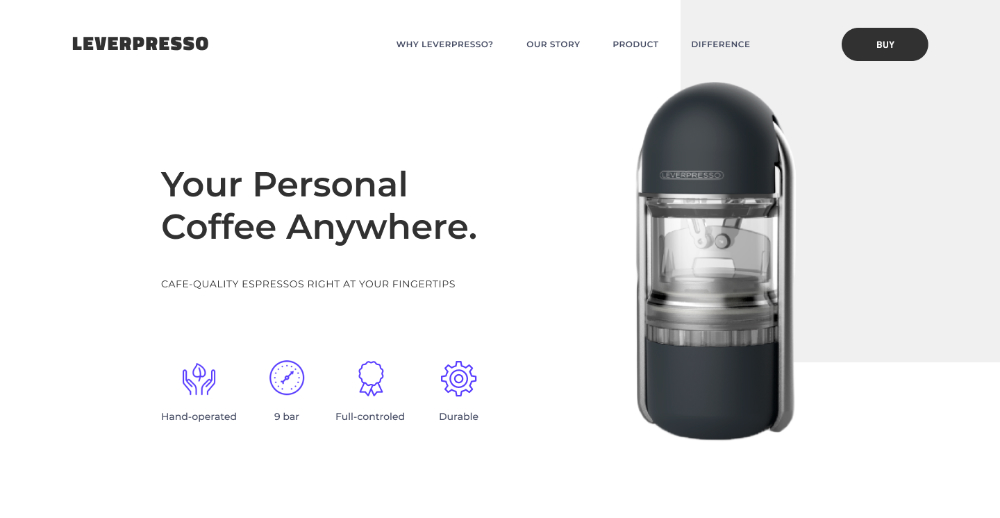 LEVERPRESSO
WHY LEVERPRESSO? OUR STORY PRODUCT DIFFERENCE
BUY
LEVERPRESSO
Your Personal
Coffee Anywhere.
CAFE-QUALITY ESPRESSOS RIGHT AT YOUR FINGERTIPS
Hand-operated 9 bar Full-controled Durable